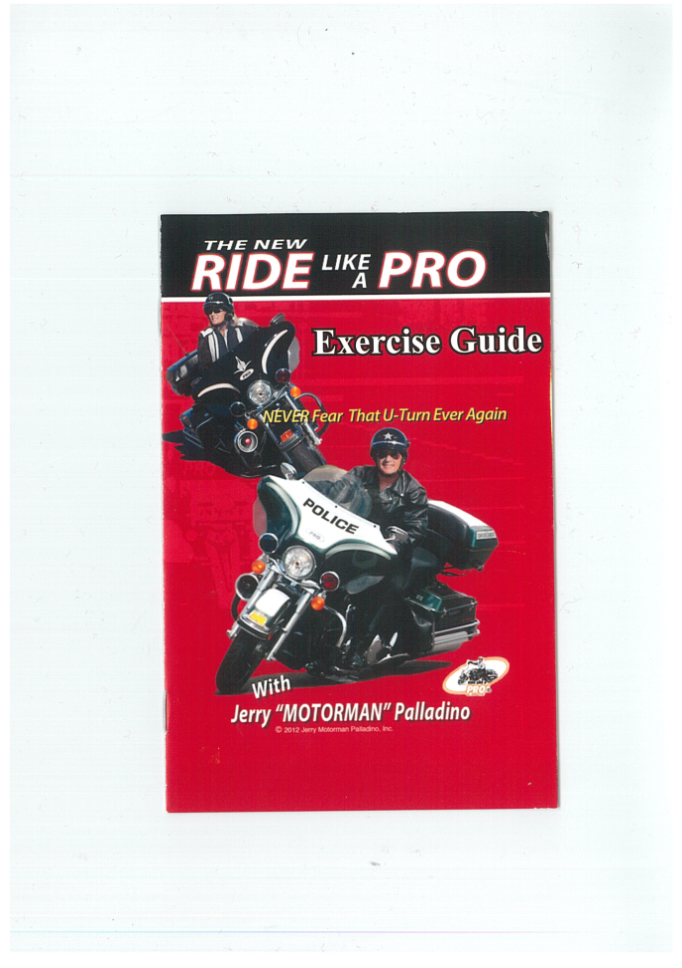 THE NEW
RIDE LIKE A PRO
Exercise Guide
NEVER Fear That U-Turn Ever Again
POLICE
With
PRO
Jerry "MOTORMAN" Palladino
© 2012 Jerry Motorman Palladino, Inc.